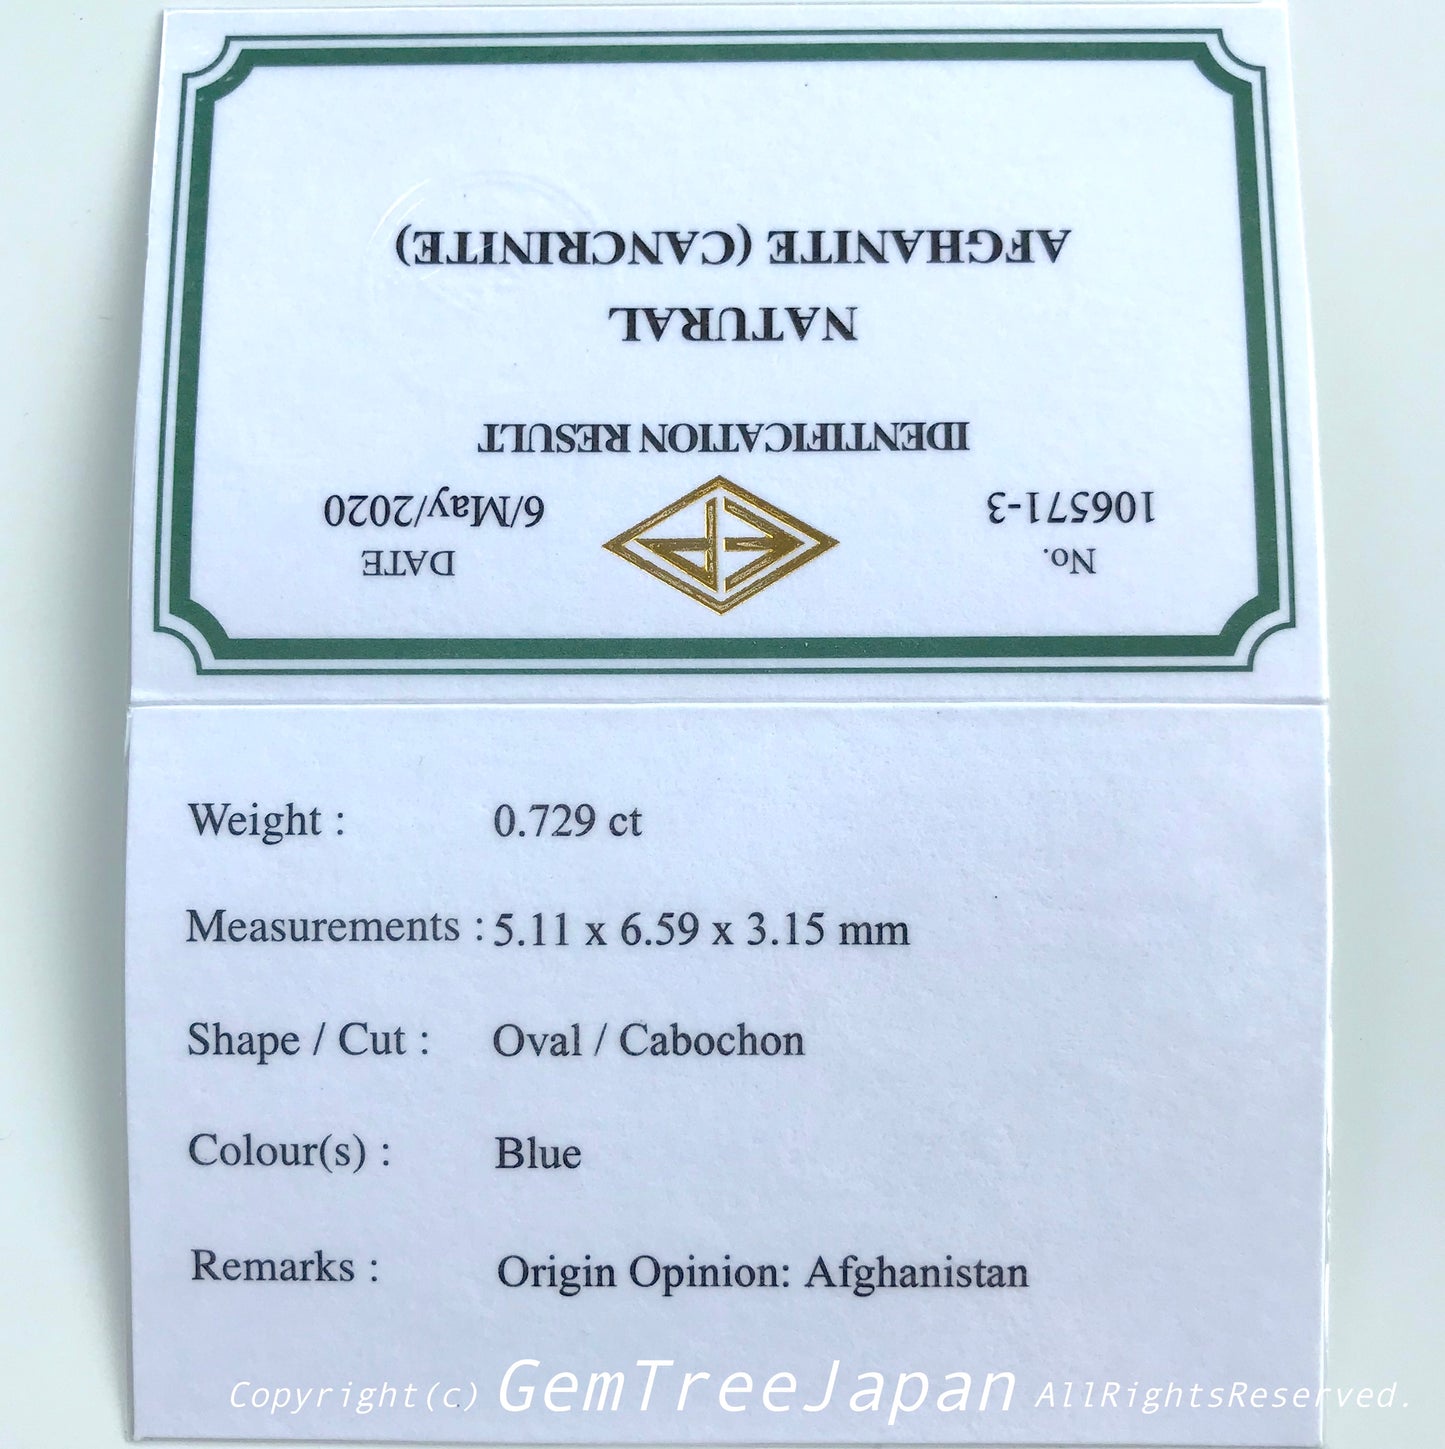 No.
106571-3
DATE
6/May/2020
IDENTIFICATION RESULT
NATURAL
AFGHANITE (CANCRINITE)
Weight : 0.729 ct
Measurements : 5.11 x 6.59 x 3.15 mm
Shape / Cut : Oval / Cabochon
Colour(s) : Blue
Remarks : Origin Opinion: Afghanistan
Copyright(c) GemTreeJapan AllRightsReserved.